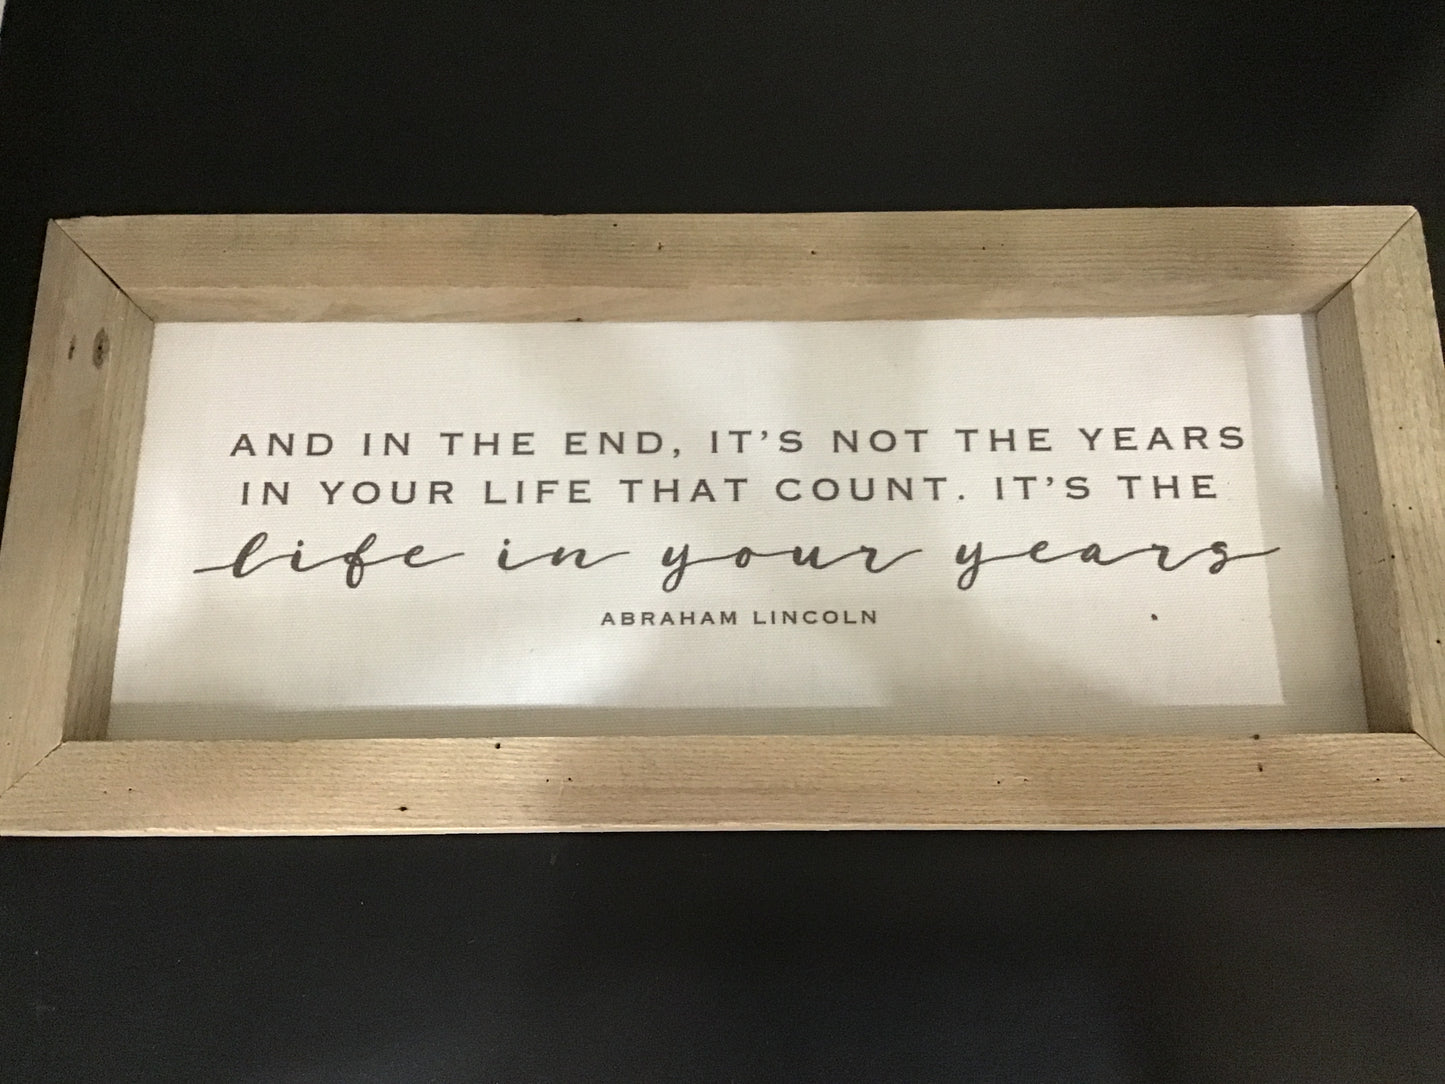 AND IN THE END, IT'S NOT THE YEARS
IN YOUR LIFE THAT COUNT. IT'S THE
life in your years
ABRAHAM LINCOLN